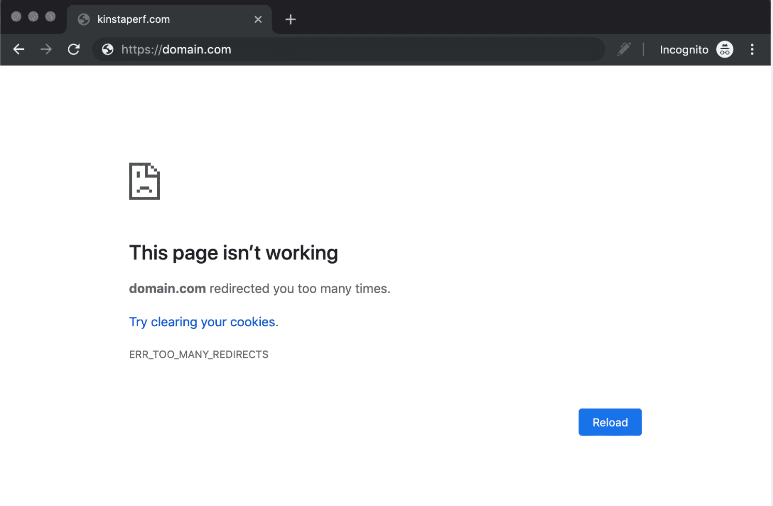 kinstaperf.com
https://domain.com
Incognito
This page isn’t working
domain.com redirected you too many times.
Try clearing your cookies.
ERR_TOO_MANY_REDIRECTS
Reload